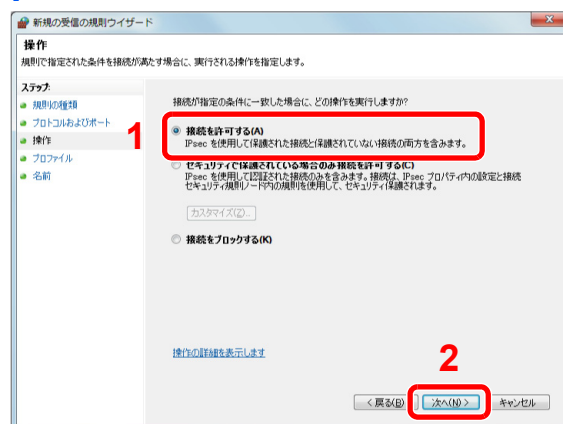 新規の受信の規則ウィザード
操作
規則で指定された条件を接続が満たす場合に、実行される操作を指定します。
ステップ:
規則の種類
プロトコルおよびポート
操作
プロファイル
名前
接続が指定の条件に一致した場合に、どの操作を実行しますか?
1
接続を許可する(A)
IPsec を使用して保護された接続と保護されていない接続の両方を含みます。
セキュリティで保護されている場合のみ接続を許可する(C)
IPsec を使用して認証された接続のみを含みます。接続は、IPsec プロパティ内の設定と接続
セキュリティ規則ノード内の規則を使用して、セキュリティ保護されます。
カスタマイズ(Z)...
接続をブロックする(K)
操作の詳細を表示します
2
< 戻る(B)
次へ(N) >
キャンセル